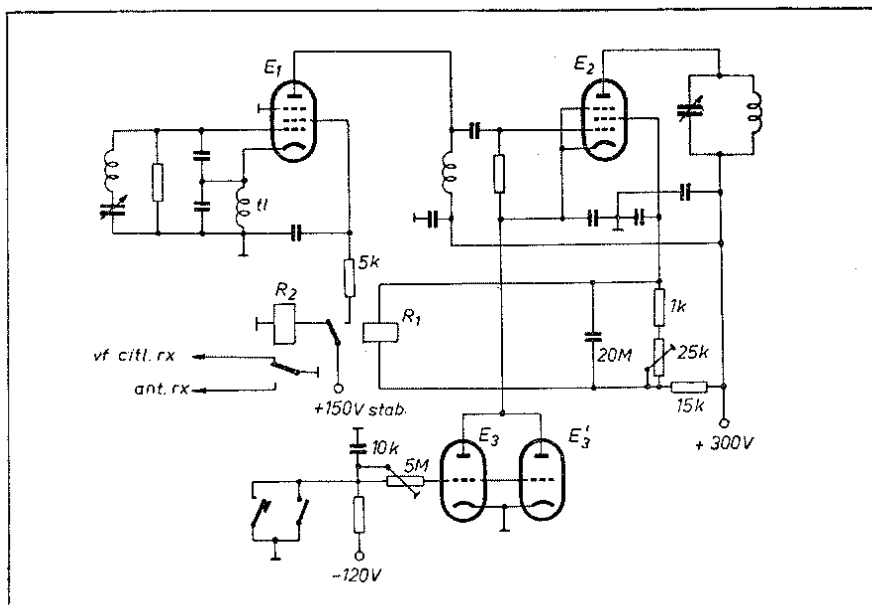 E1
E2
tl
5k
R2
R1
1k
20M
25k
vf citl. rx
15k
ant. rx
+150V stab.
+ 300V
10k
E3
E3'
5M
-120V